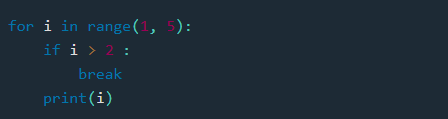 for i in range(1, 5):
    if i > 2 :
        break
    print(i)